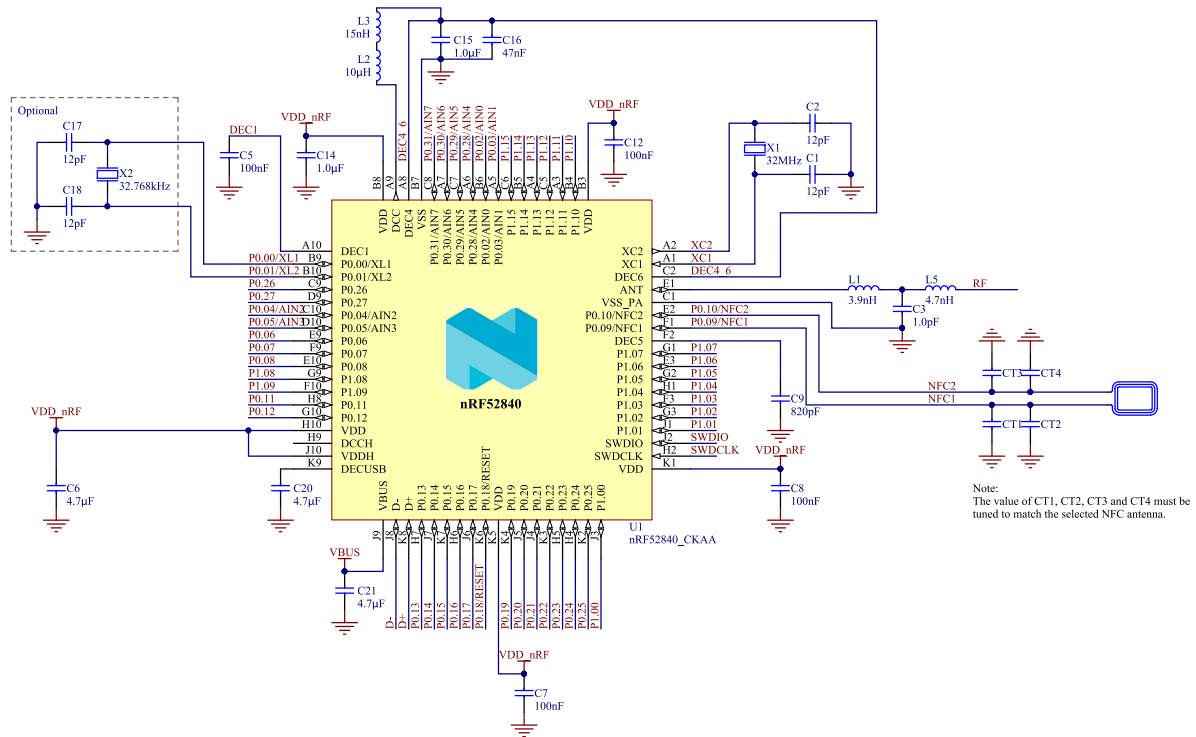 L3
15nH
L2
10µH
C15
1.0µF
C16
47nF
Optional
C17
12pF
X2
32.768kHz
C18
12pF
DEC1
C5
100nF
VDD_nRF
C14
1.0µF
DEC4_6
P0.31/AIN7
P0.30/AIN6
P0.29/AIN5
P0.28/AIN4
P0.02/AIN0
P0.03/AIN1
P1.15
P1.14
P1.13
P1.12
P1.11
P1.10
VDD_nRF
C12
100nF
C2
12pF
X1
32MHz
C1
12pF
B8
A9
A8
B7
C8
A7
C7
A6
B6
A5
C6
B5
A4
C5
A3
B4
B3
VDD
DCC
DEC4
VSS
P0.31/AIN7
P0.30/AIN6
P0.29/AIN5
P0.28/AIN4
P0.02/AIN0
P0.03/AIN1
P1.15
P1.14
P1.13
P1.12
P1.11
P1.10
VDD
A10 DEC1
P0.00/XL1 B9 P0.00/XL1
P0.01/XL2 B10 P0.01/XL2
P0.26 C9 P0.26
P0.27 D9 P0.27
P0.04/AIN2 C10 P0.04/AIN2
P0.05/AIN3 D10 P0.05/AIN3
P0.06 E9 P0.06
P0.07 F9 P0.07
P0.08 E10 P0.08
P1.08 G9 P1.08
P1.09 F10 P1.09
P0.11 H8 P0.11
P0.12 G10 P0.12
H10 VDD
H9 DCCH
J10 VDDH
K9 DECUSB
XC2 A2 XC2
XC1 A1 XC1
DEC6 C2 DEC4_6
ANT E1
VSS_PA C1
P0.10/NFC2 E2 P0.10/NFC2
P0.09/NFC1 F1 P0.09/NFC1
DEC5 F2
P1.07 G1 P1.07
P1.06 E3 P1.06
P1.05 G2 P1.05
P1.04 H1 P1.04
P1.03 F3 P1.03
P1.02 G3 P1.02
P1.01 J1 P1.01
SWDIO J2 SWDIO
SWDCLK H2 SWDCLK
VDD K1
nRF52840
L1
3.9nH
L5
4.7nH
RF
C3
1.0pF
C9
820pF
NFC2
NFC1
CT3
CT4
CT1
CT2
VDD_nRF
C8
100nF
Note:
The value of CT1, CT2, CT3 and CT4 must be
tuned to match the selected NFC antenna.
VDD_nRF
C6
4.7µF
C20
4.7µF
VBUS
D-
D+
P0.13
P0.14
P0.15
P0.16
P0.17
P0.18/RESET
VDD
P0.19
P0.20
P0.21
P0.22
P0.23
P0.24
P0.25
P1.00
U1
nRF52840_CKAA
J9
J8
K8
H7
J7
K7
H6
J6
K6
K5
K4
J5
J4
K3
H5
H4
K2
J3
VBUS
C21
4.7µF
D-
D+
P0.13
P0.14
P0.15
P0.16
P0.17
P0.18/RESET
P0.19
P0.20
P0.21
P0.22
P0.23
P0.24
P0.25
P1.00
VDD_nRF
C7
100nF